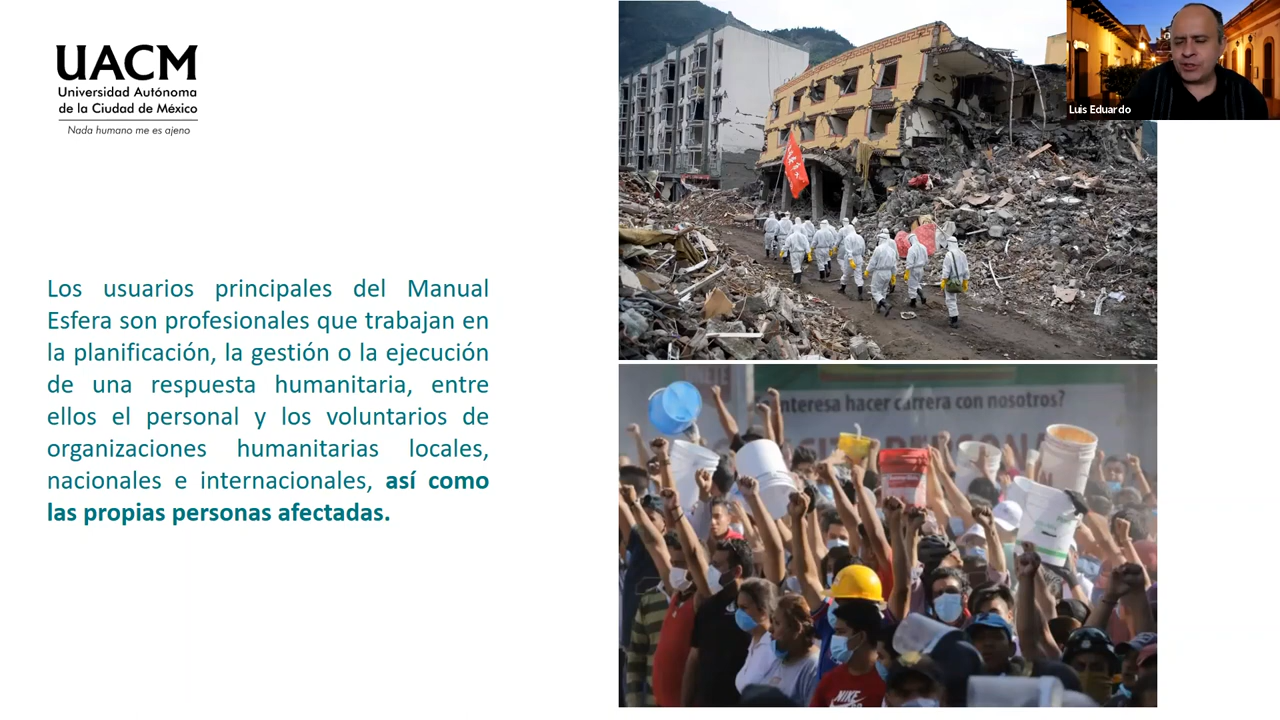 UACM
Universidad Autónoma
de la Ciudad de México
Nada humano me es ajeno
Los usuarios principales del Manual
Esfera son profesionales que trabajan en
la planificación, la gestión o la ejecución
de una respuesta humanitaria, entre
ellos el personal y los voluntarios de
organizaciones humanitarias locales,
nacionales e internacionales, así como
las propias personas afectadas.
Luis Eduardo
interesa hacer carrera con nosotros?
NIKE